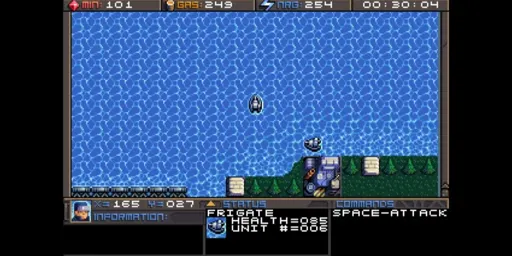 MIN: 101 GAS: 249 NRG: 254 00:30:04
X= 165 Y= 027 STATUS COMMANDS
INFORMATION: FRIGATE SPACE-ATTACK
HEALTH=085
UNIT #=006